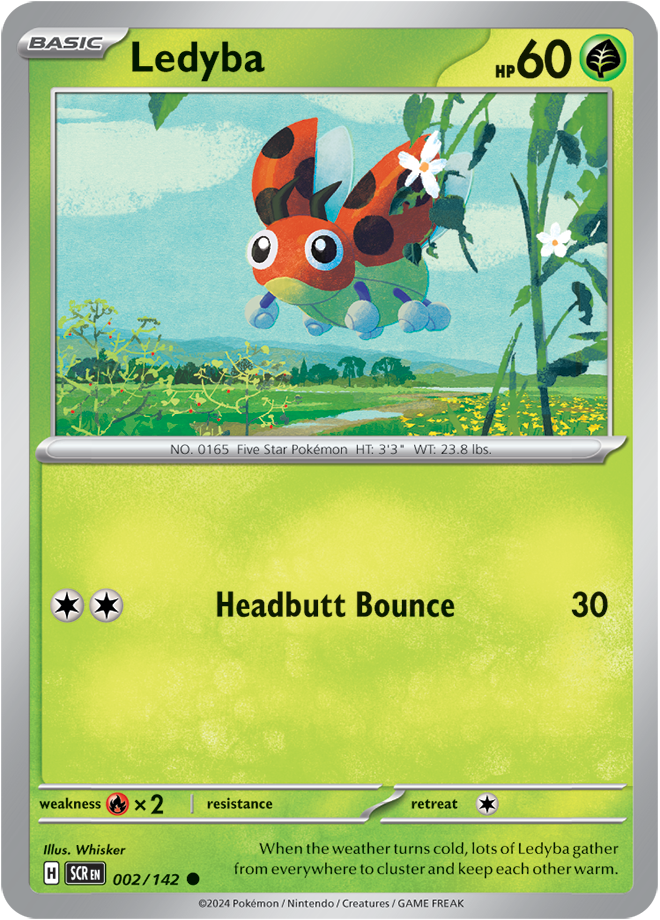 BASIC Ledyba HP 60
NO. 0165 Five Star Pokémon HT: 3'3" WT: 23.8 lbs.
Headbutt Bounce 30
weakness ×2 resistance retreat
Illus. Whisker
When the weather turns cold, lots of Ledyba gather
from everywhere to cluster and keep each other warm.
H SCR EN 002/142
©2024 Pokémon / Nintendo / Creatures / GAME FREAK